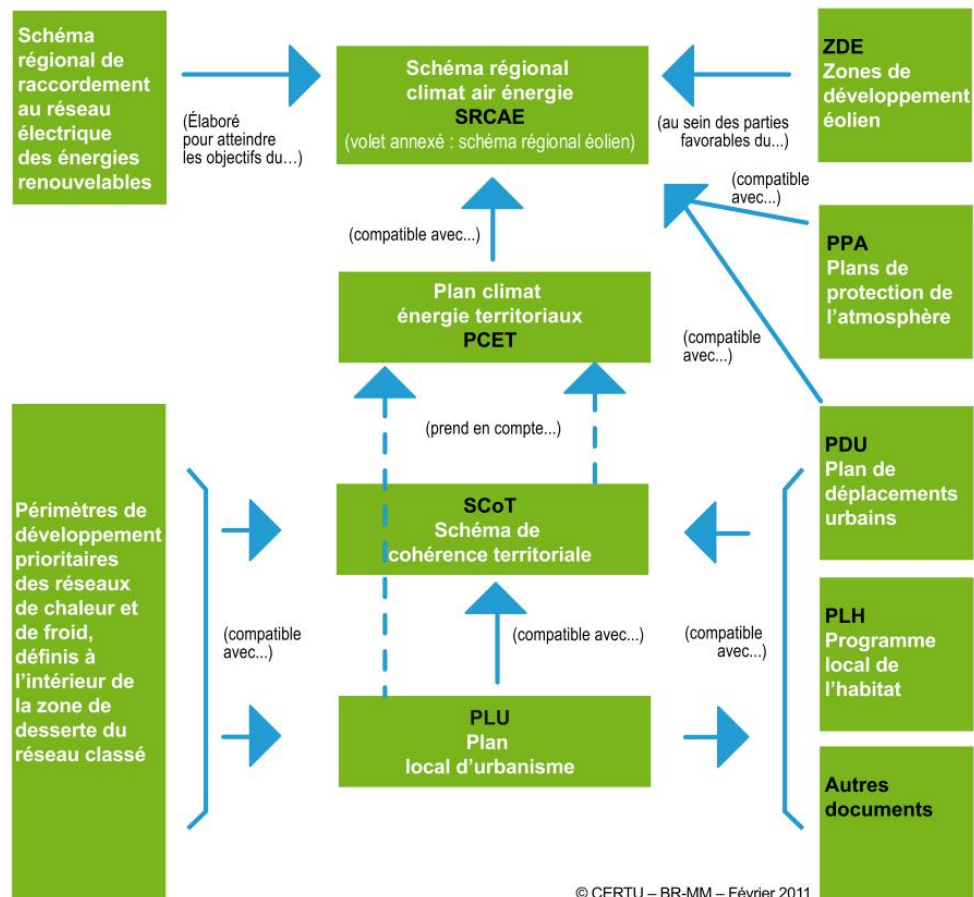 Schéma
régional de
raccordement
au réseau
électrique
des énergies
renouvelables
(Élaboré
pour atteindre
les objectifs du...)
Schéma régional
climat air énergie
SRCAE
(volet annexé : schéma régional éolien)
(au sein des parties
favorables du...)
ZDE
Zones de
développement
éolien
(compatible
avec...)
PPA
Plans de
protection de
l'atmosphère
(compatible avec...)
Plan climat
énergie territoriaux
PCET
(compatible
avec...)
(prend en compte...)
Périmètres de
développement
prioritaires
des réseaux
de chaleur et
de froid,
définis à
l'intérieur de
la zone de
desserte du
réseau classé
(compatible
avec...)
SCoT
Schéma de
cohérence territoriale
(compatible avec...)
(compatible
avec...)
PLU
Plan
local d'urbanisme
PDU
Plan de
déplacements
urbains
PLH
Programme
local de
l'habitat
Autres
documents
© CERTU – BR-MM – Février 2011